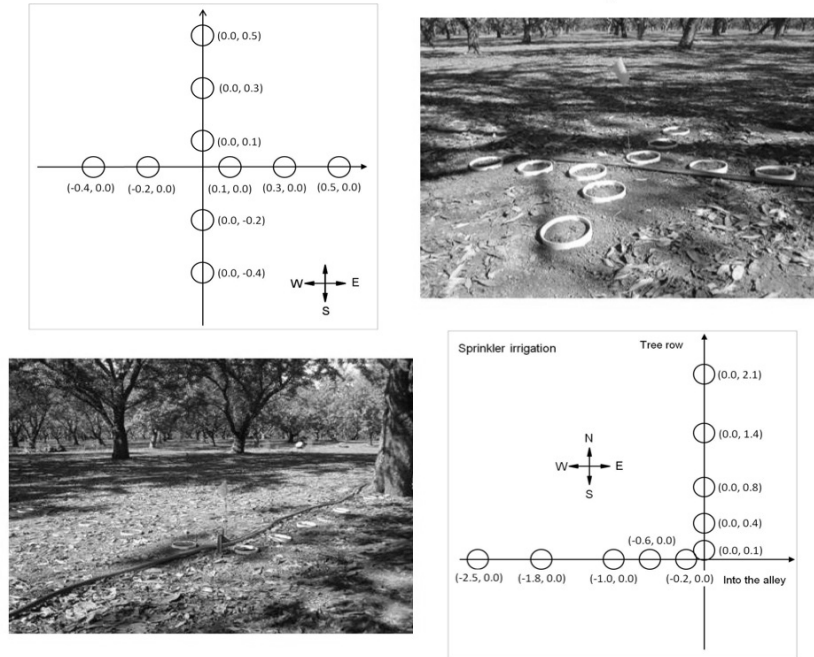 (0.0, 0.5)
(0.0, 0.3)
(0.0, 0.1)
(-0.4, 0.0) (-0.2, 0.0) (0.1, 0.0) (0.3, 0.0) (0.5, 0.0)
(0.0, -0.2)
(0.0, -0.4)
W E
S
Sprinkler irrigation
Tree row
(0.0, 2.1)
(0.0, 1.4)
N
W E
S
(0.0, 0.8)
(0.0, 0.4)
(-0.6, 0.0) (0.0, 0.1)
(-2.5, 0.0) (-1.8, 0.0) (-1.0, 0.0) (-0.2, 0.0) Into the alley